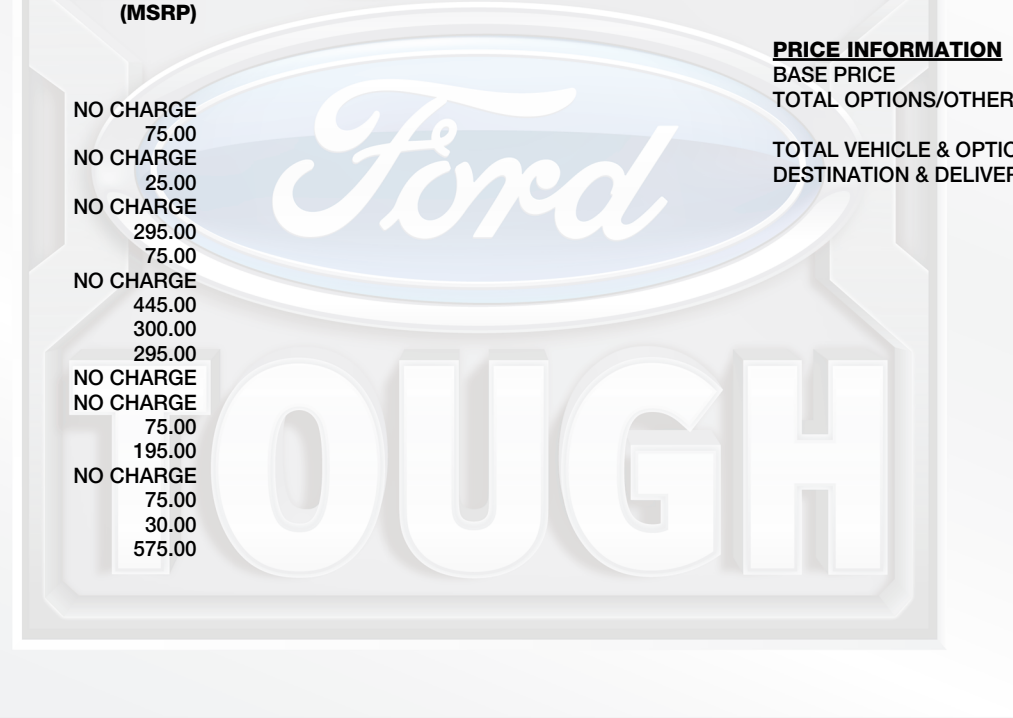 (MSRP)
NO CHARGE
75.00
NO CHARGE
25.00
NO CHARGE
295.00
75.00
NO CHARGE
445.00
300.00
295.00
NO CHARGE
NO CHARGE
75.00
195.00
NO CHARGE
75.00
30.00
575.00
PRICE INFORMATION
BASE PRICE
TOTAL OPTIONS/OTHER
TOTAL VEHICLE & OPTIO
DESTINATION & DELIVER
Ford
TOUGH